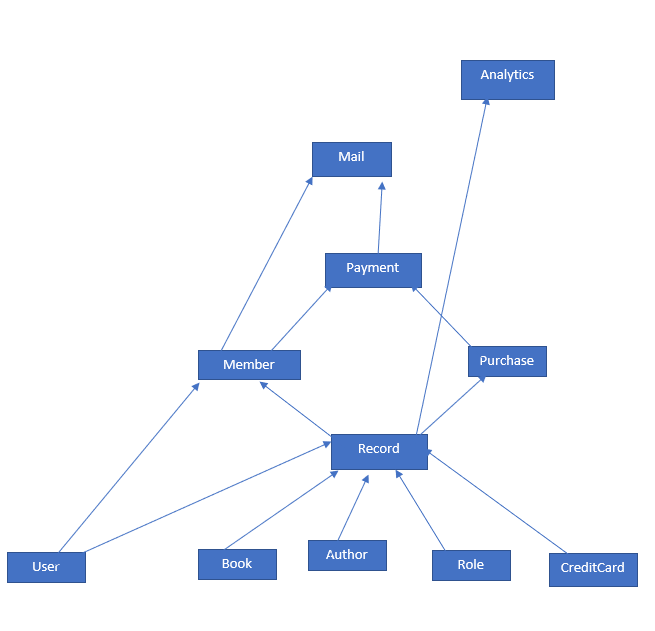 Analytics
Mail
Payment
Member
Purchase
Record
User
Book
Author
Role
CreditCard